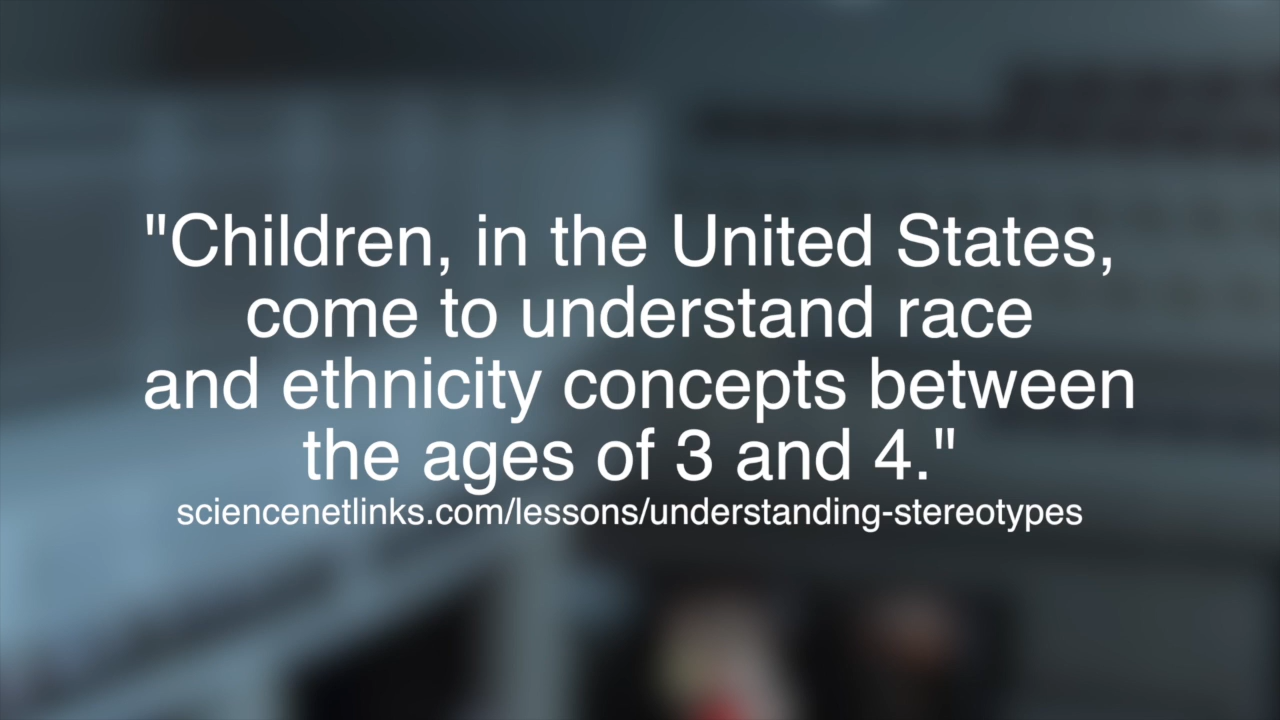 "Children, in the United States,
come to understand race
and ethnicity concepts between
the ages of 3 and 4."
sciencenetlinks.com/lessons/understanding-stereotypes